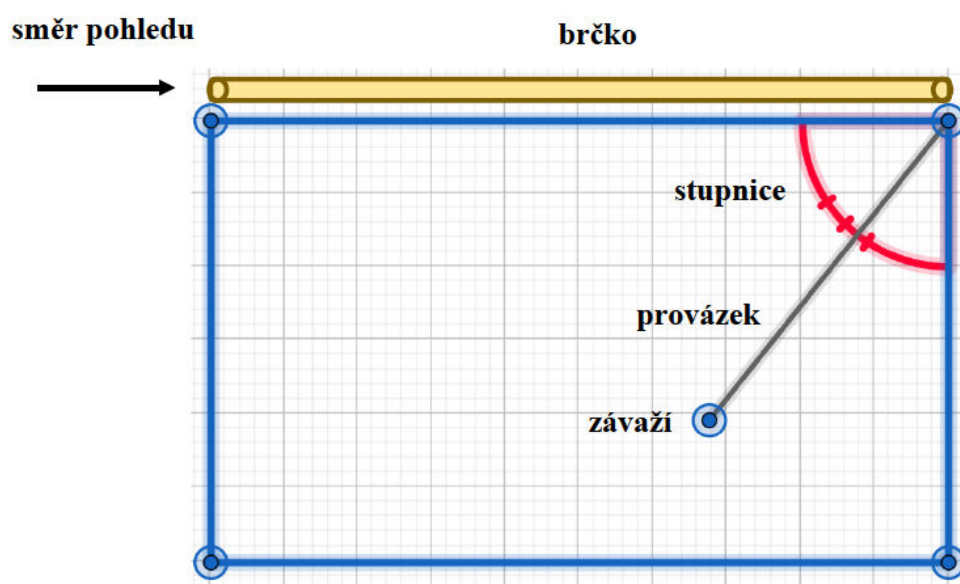 směr pohledu
brčko
stupnice
provázek
závaží